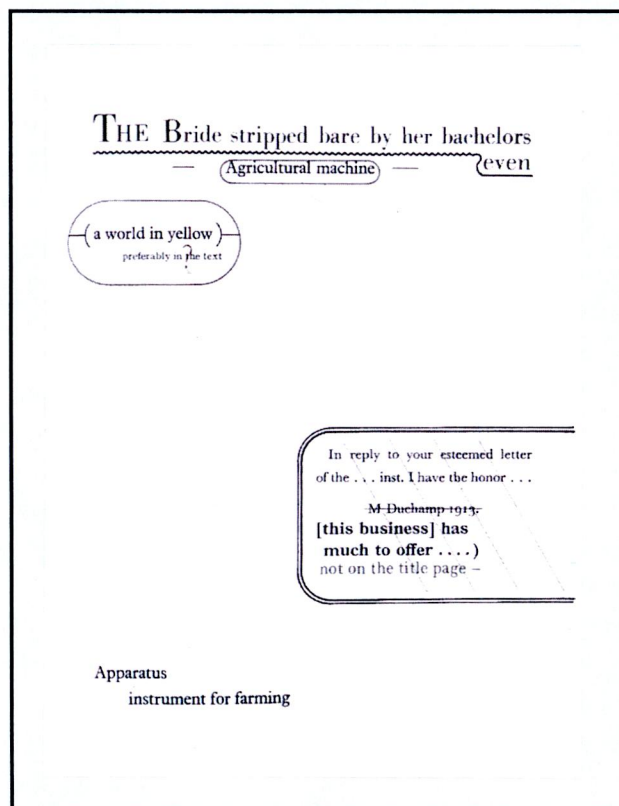 THE Bride stripped bare by her bachelors
even
— Agricultural machine —
( a world in yellow )
preferably in the text
?
In reply to your esteemed letter
of the . . . inst. I have the honor . . .
M Duchamp 1913.
[this business] has
much to offer . . . .)
not on the title page –
Apparatus
instrument for farming